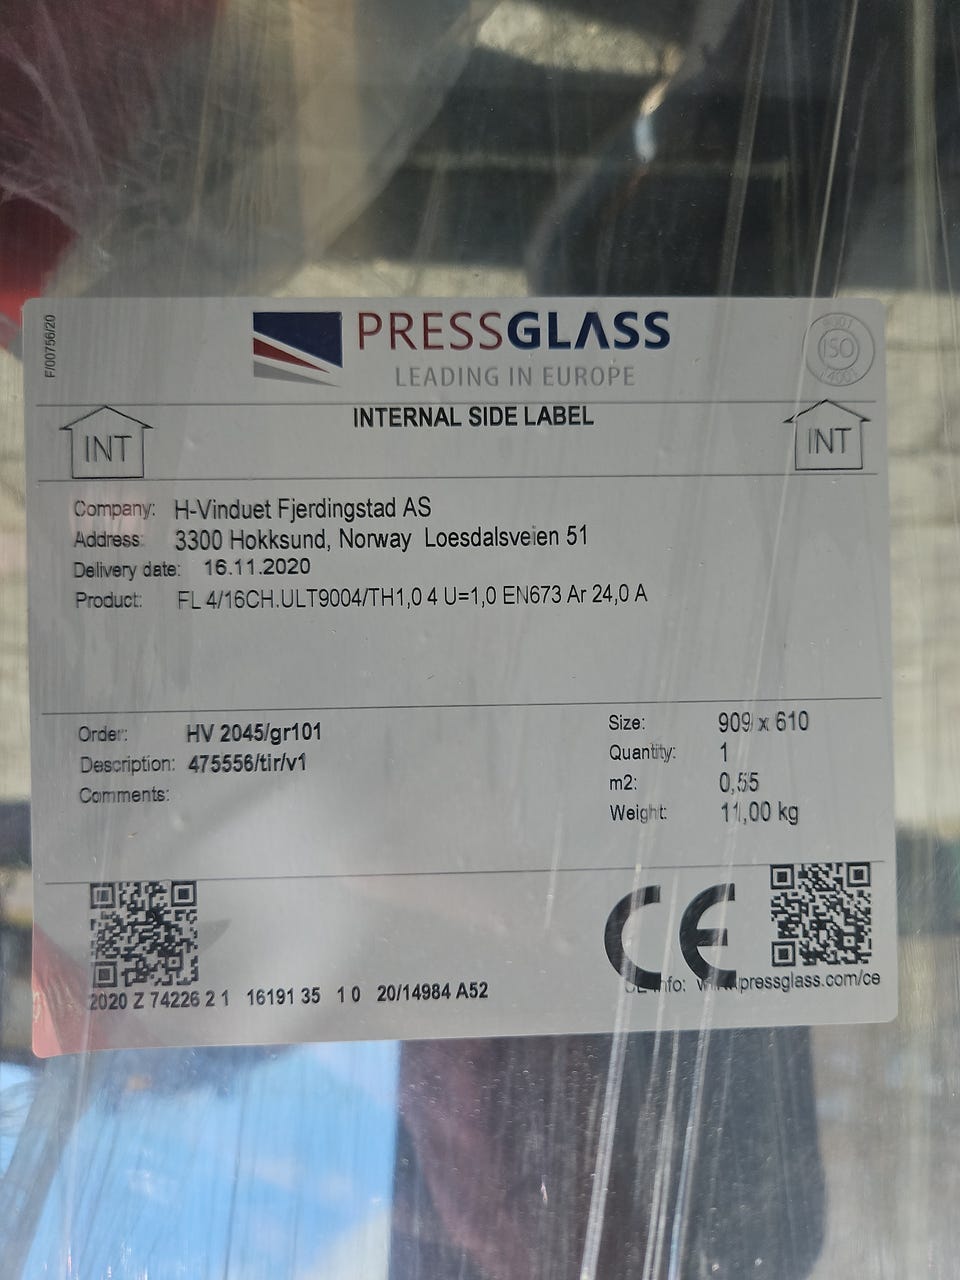 F/00756/20
PRESSGLASS
LEADING IN EUROPE
ISO
INTERNAL SIDE LABEL
INT
INT
Company: H-Vinduet Fjerdingstad AS
Address: 3300 Hokksund, Norway Loesdalsveien 51
Delivery date: 16.11.2020
Product: FL 4/16CH.ULT9004/TH1,0 4 U=1,0 EN673 Ar 24,0 A
Order: HV 2045/gr101
Description: 475556/tir/v1
Comments:
Size: 909 x 610
Quantity: 1
m2: 0,55
Weight: 11,00 kg
CE
2020 Z 74226 2 1 16191 35 1 0 20/14984 A52
CE info: www.pressglass.com/ce